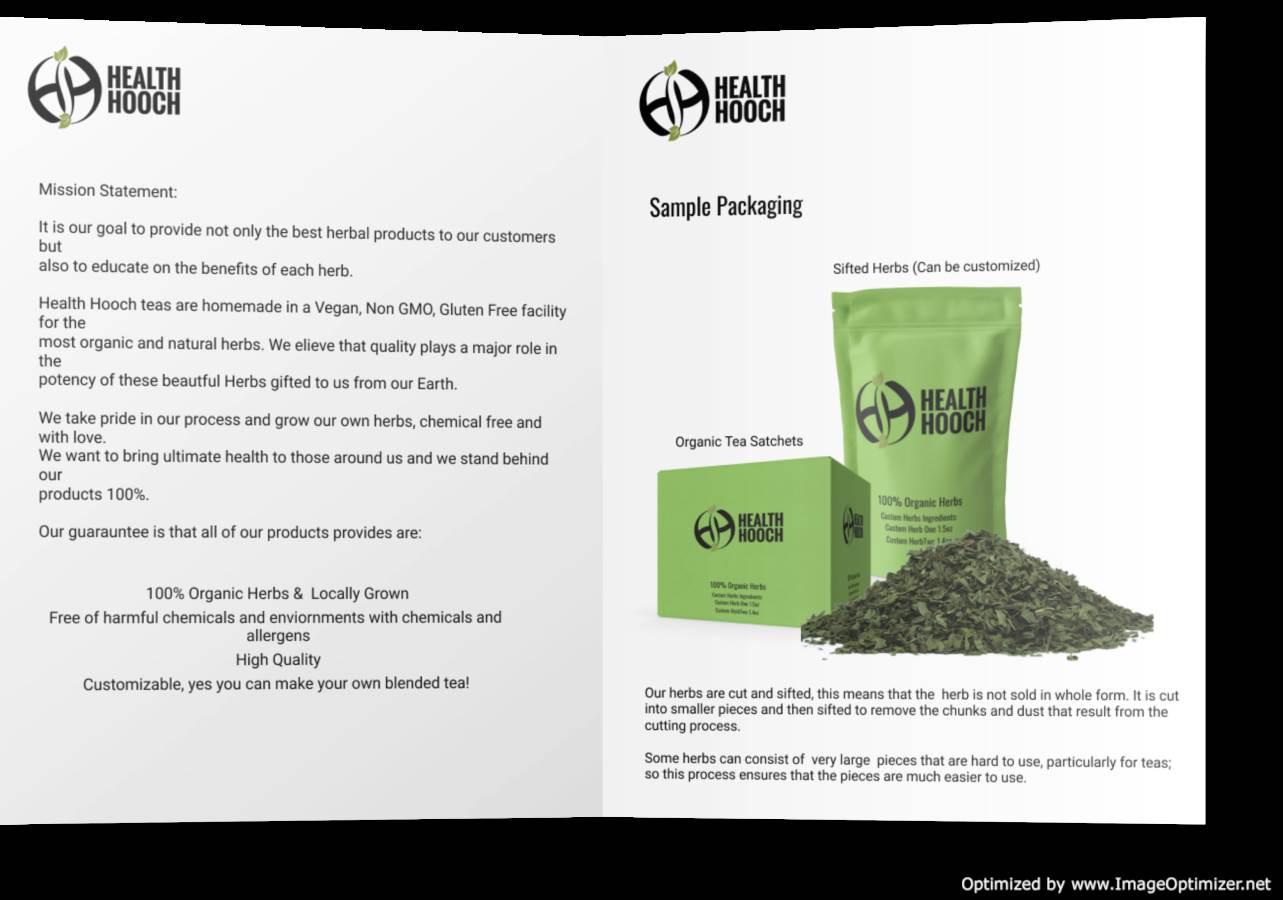 HEALTH
HOOCH
Mission Statement:
It is our goal to provide not only the best herbal products to our customers
but
also to educate on the benefits of each herb.
Health Hooch teas are homemade in a Vegan, Non GMO, Gluten Free facility
for the
most organic and natural herbs. We elieve that quality plays a major role in
the
potency of these beautful Herbs gifted to us from our Earth.
We take pride in our process and grow our own herbs, chemical free and
with love.
We want to bring ultimate health to those around us and we stand behind
our
products 100%.
Our guarauntee is that all of our products provides are:
100% Organic Herbs & Locally Grown
Free of harmful chemicals and enviornments with chemicals and
allergens
High Quality
Customizable, yes you can make your own blended tea!
HEALTH
HOOCH
Sample Packaging
Sifted Herbs (Can be customized)
HEALTH
HOOCH
100% Organic Herbs
Custom Herbs Ingredients
Custom Herb One 1.5oz
Custom HerbTwo 1.4oz
Organic Tea Satchets
HEALTH
HOOCH
100% Organic Herbs
Custom Herbs Ingredients
Custom Herb One 1.5oz
Custom HerbTwo 1.4oz
HEALTH
HOOCH
Our herbs are cut and sifted, this means that the herb is not sold in whole form. It is cut
into smaller pieces and then sifted to remove the chunks and dust that result from the
cutting process.
Some herbs can consist of very large pieces that are hard to use, particularly for teas;
so this process ensures that the pieces are much easier to use.
Optimized by www.ImageOptimizer.net